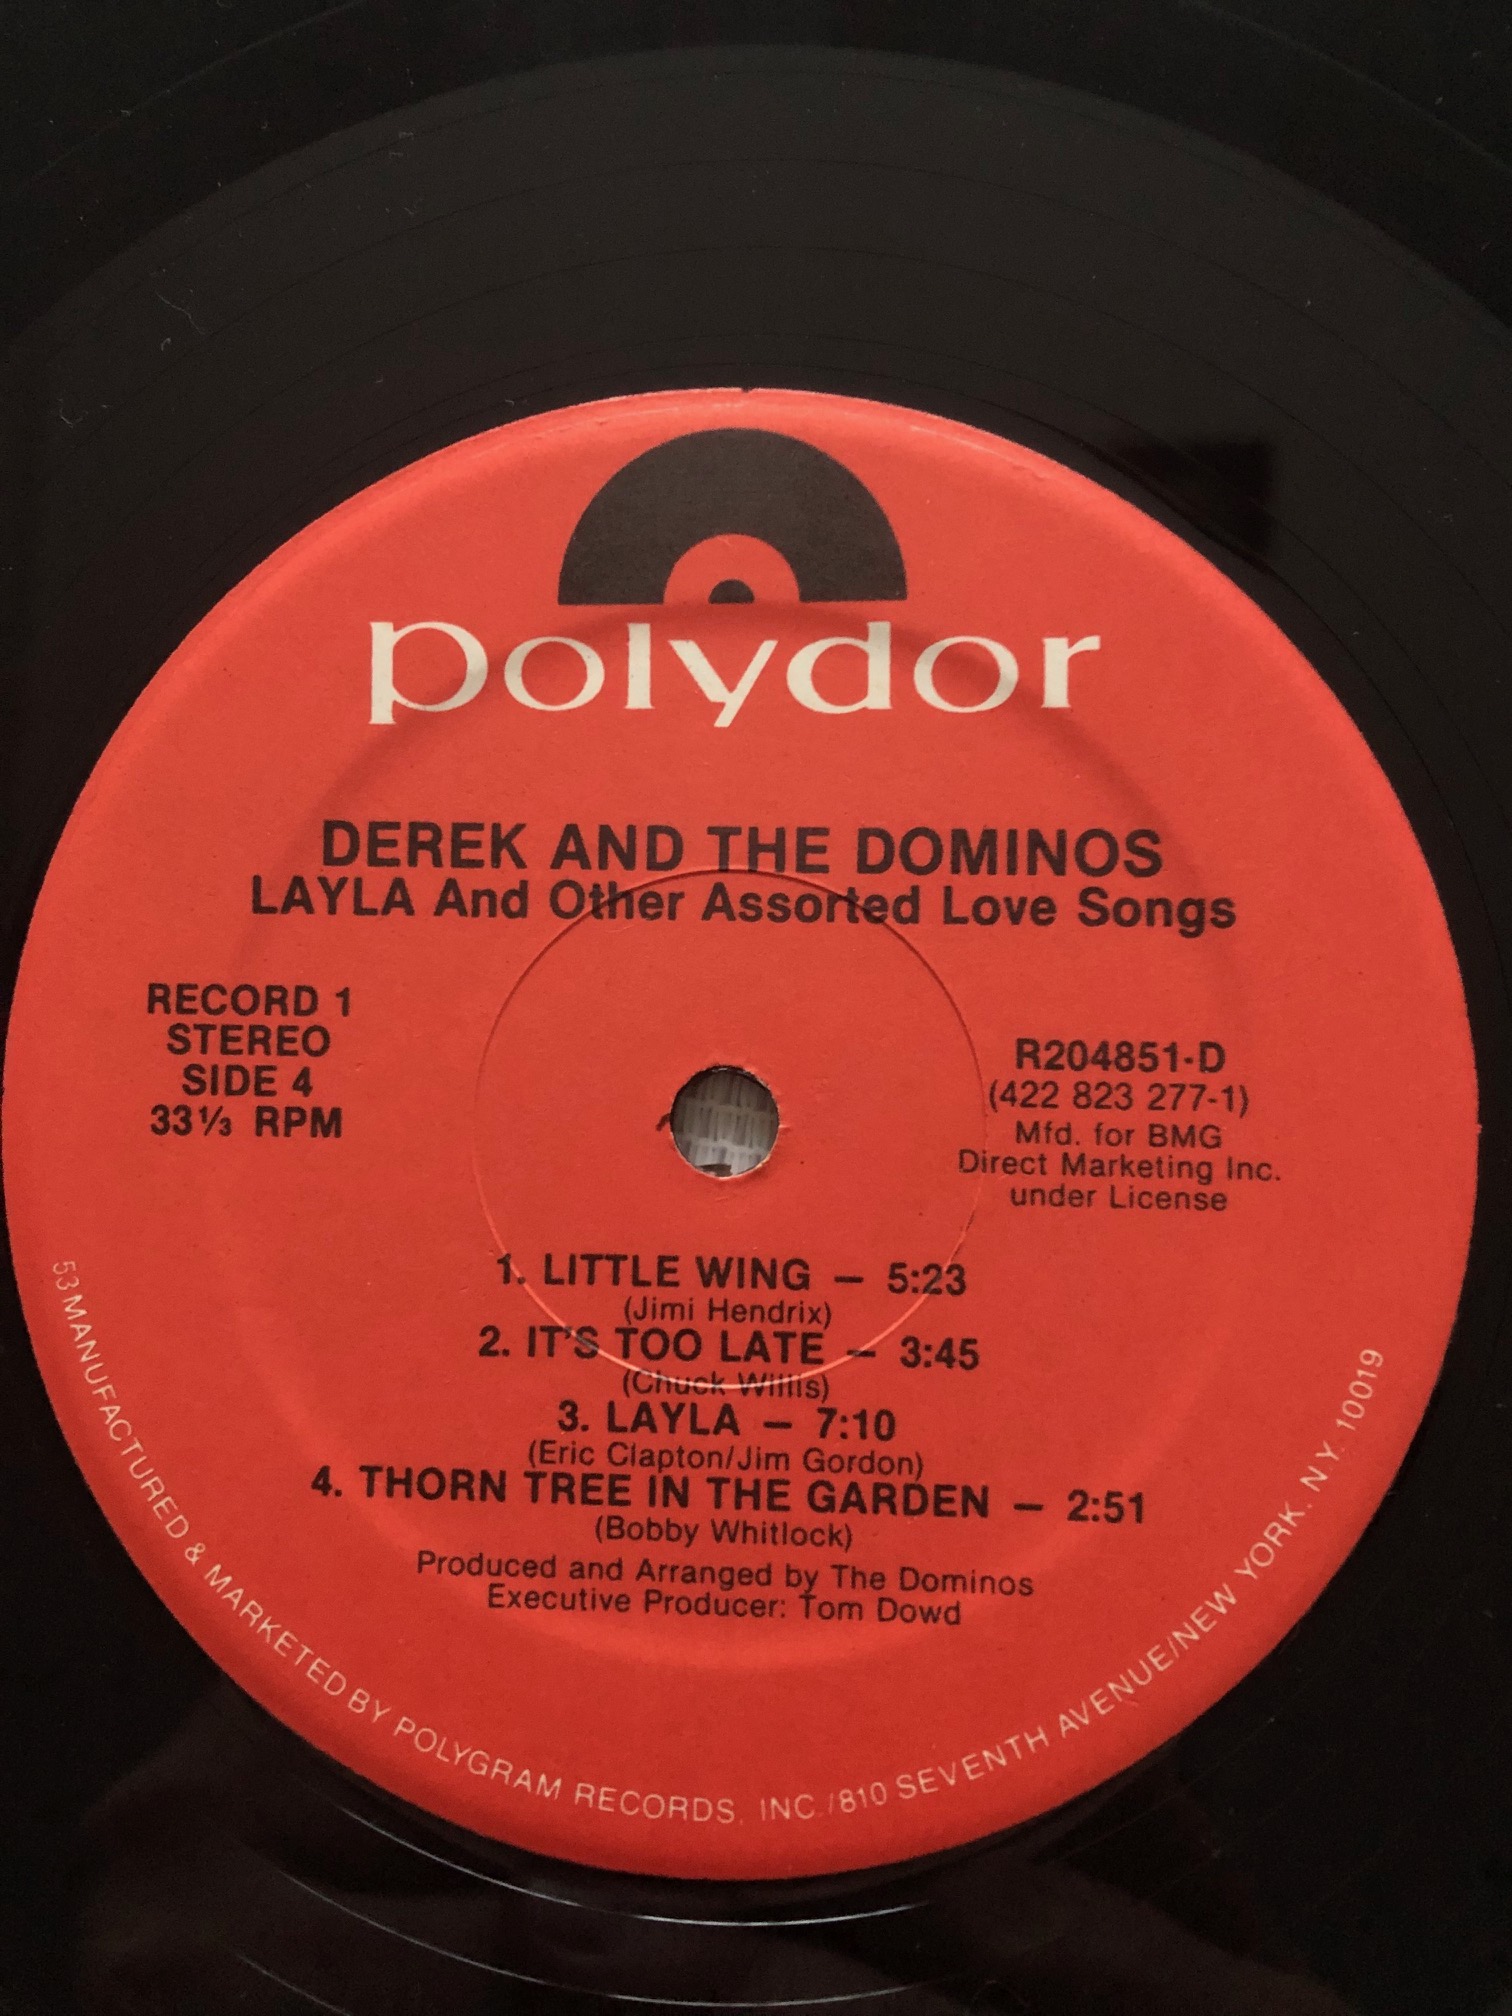 polydor
DEREK AND THE DOMINOS
LAYLA And Other Assorted Love Songs
RECORD 1
STEREO
SIDE 4
33⅓ RPM
R204851-D
(422 823 277-1)
Mfd. for BMG
Direct Marketing Inc.
under License
1. LITTLE WING – 5:23
(Jimi Hendrix)
2. IT'S TOO LATE – 3:45
(Chuck Willis)
3. LAYLA – 7:10
(Eric Clapton/Jim Gordon)
4. THORN TREE IN THE GARDEN – 2:51
(Bobby Whitlock)
Produced and Arranged by The Dominos
Executive Producer: Tom Dowd
53 MANUFACTURED & MARKETED BY POLYGRAM RECORDS, INC./810 SEVENTH AVENUE/NEW YORK, N.Y. 10019